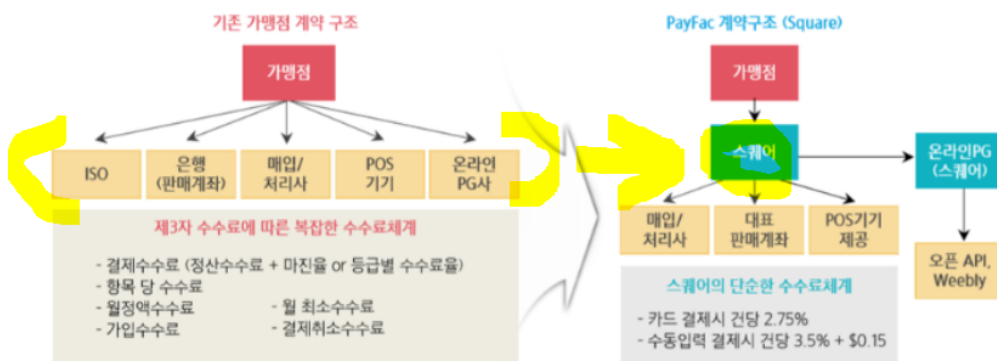 기존 가맹점 계약 구조
가맹점
ISO
은행
(판매계좌)
매입/
처리사
POS
기기
온라인
PG사
제3자 수수료에 따른 복잡한 수수료체계
- 결제수수료 (정산수수료 + 마진율 or 등급별 수수료율)
- 항목 당 수수료
- 월정액수수료
- 월 최소수수료
- 가입수수료
- 결제취소수수료
PayFac 계약구조 (Square)
가맹점
스퀘어
온라인PG
(스퀘어)
매입/
처리사
대표
판매계좌
POS기기
제공
오픈 API,
Weebly
스퀘어의 단순한 수수료체계
- 카드 결제시 건당 2.75%
- 수동입력 결제시 건당 3.5% + $0.15